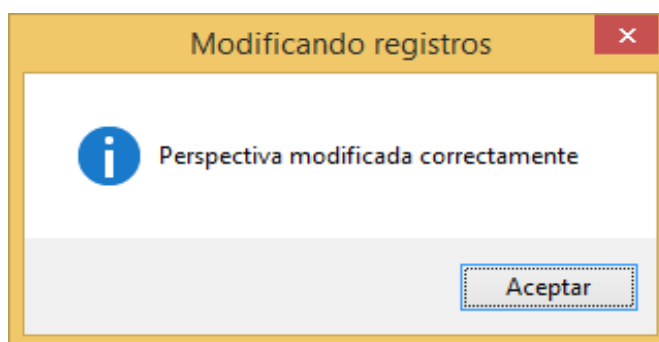 Modificando registros
Perspectiva modificada correctamente
Aceptar